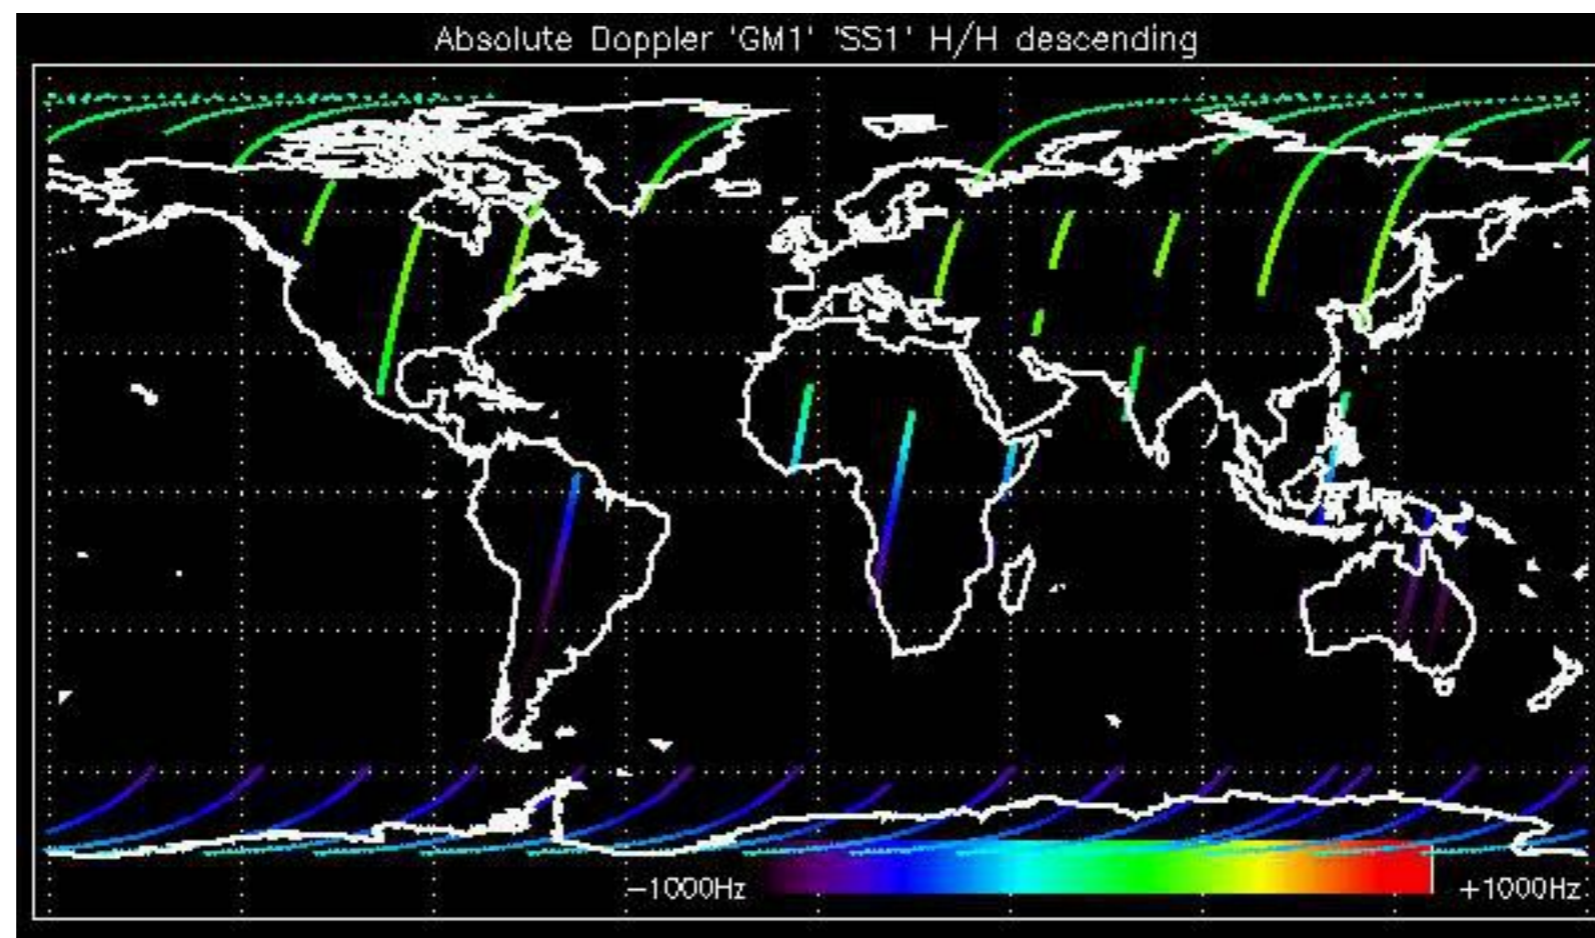 Absolute Doppler 'GM1' 'SS1' H/H descending
−1000Hz
+1000Hz